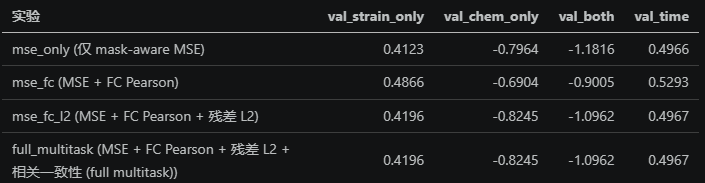 实验 val_strain_only val_chem_only val_both val_time
mse_only (仅 mask-aware MSE) 0.4123 -0.7964 -1.1816 0.4966
mse_fc (MSE + FC Pearson) 0.4866 -0.6904 -0.9005 0.5293
mse_fc_l2 (MSE + FC Pearson + 残差 L2) 0.4196 -0.8245 -1.0962 0.4967
full_multitask (MSE + FC Pearson + 残差 L2 + 0.4196 -0.8245 -1.0962 0.4967
相关一致性 (full multitask))